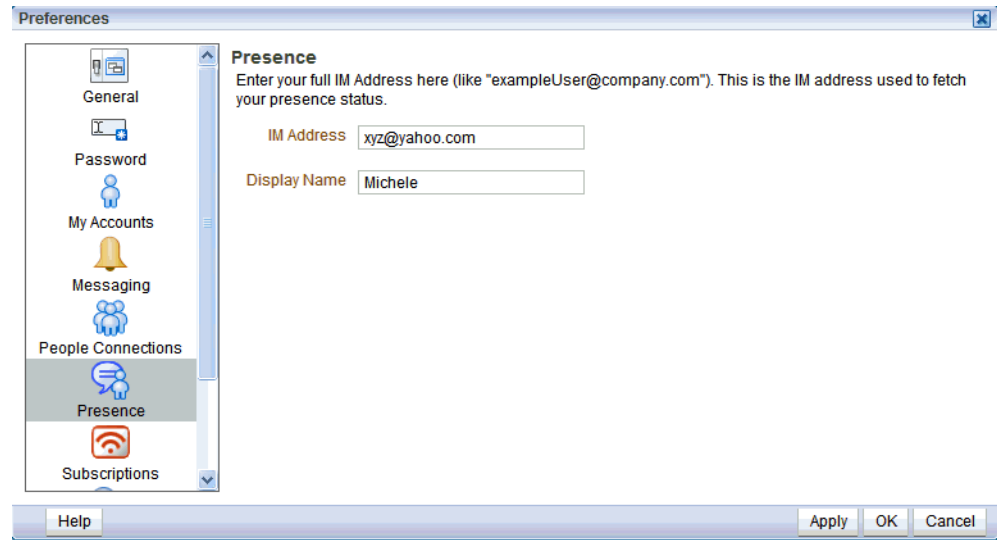 Preferences
General
Password
My Accounts
Messaging
People Connections
Presence
Subscriptions
Presence
Enter your full IM Address here (like "exampleUser@company.com"). This is the IM address used to fetch
your presence status.
IM Address xyz@yahoo.com
Display Name Michele
Help Apply OK Cancel